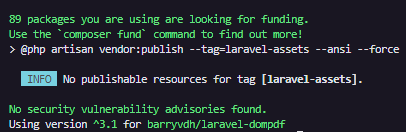 89 packages you are using are looking for funding.
Use the `composer fund` command to find out more!
> @php artisan vendor:publish --tag=laravel-assets --ansi --force
INFO No publishable resources for tag [laravel-assets].
No security vulnerability advisories found.
Using version ^3.1 for barryvdh/laravel-dompdf